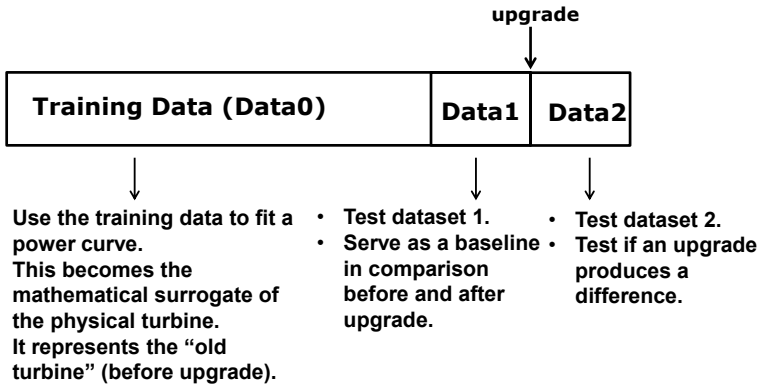 upgrade
Training Data (Data0)
Data1
Data2
Use the training data to fit a
power curve.
This becomes the
mathematical surrogate of
the physical turbine.
It represents the “old
turbine” (before upgrade).
• Test dataset 1.
• Serve as a baseline
in comparison
before and after
upgrade.
• Test dataset 2.
• Test if an upgrade
produces a
difference.